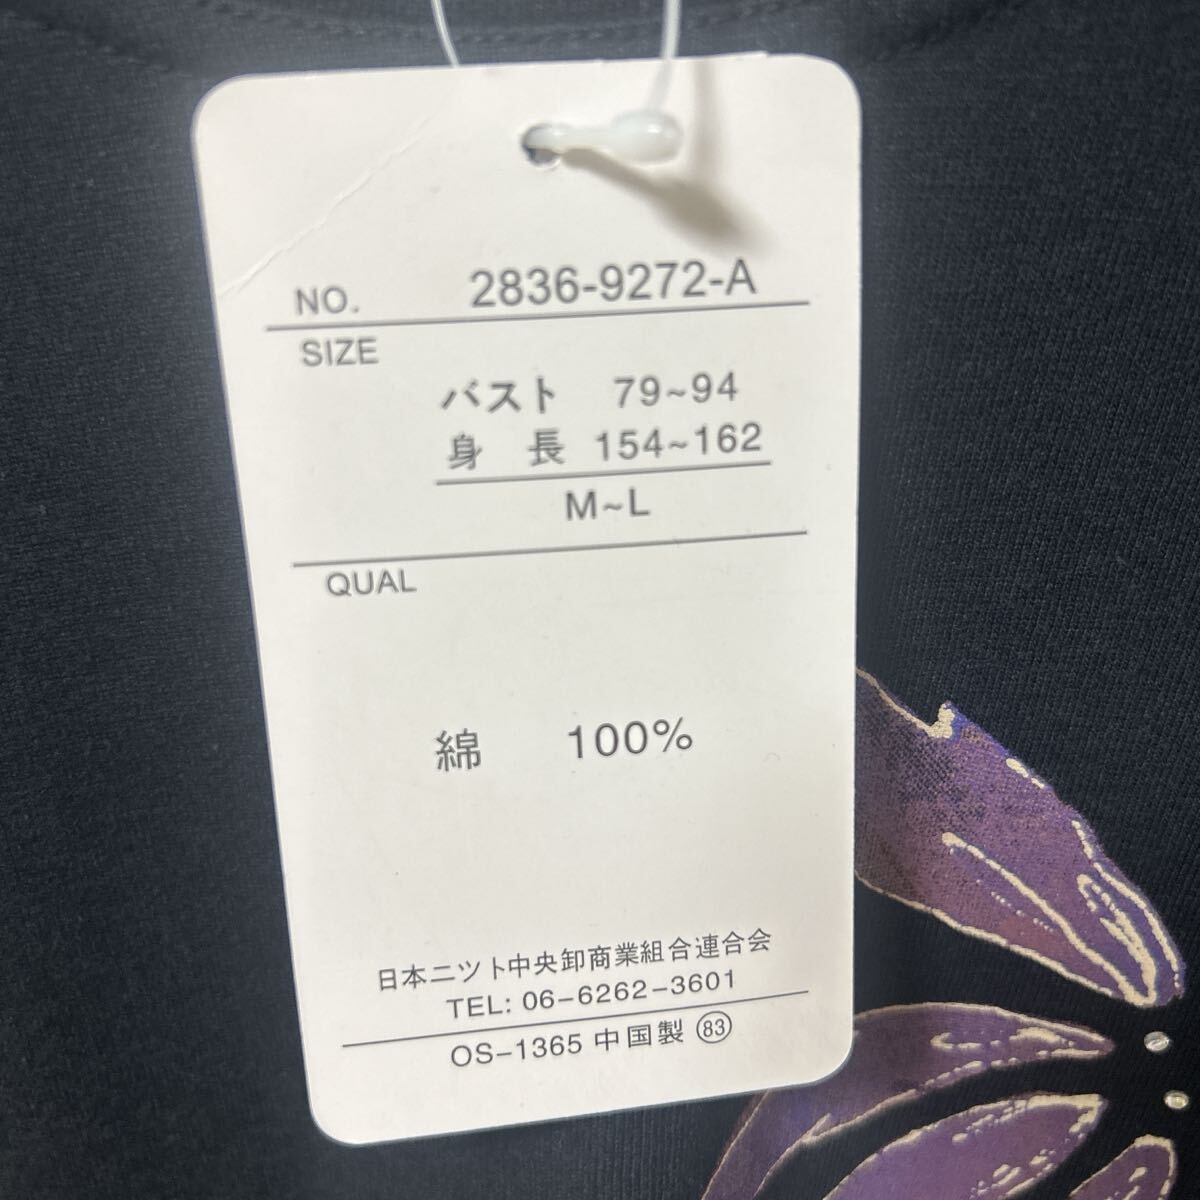 NO. 2836-9272-A
SIZE
バスト 79~94
身 長 154~162
M~L
QUAL
綿 100%
日本ニツト中央卸商業組合連合会
TEL: 06-6262-3601
OS-1365 中国製 83